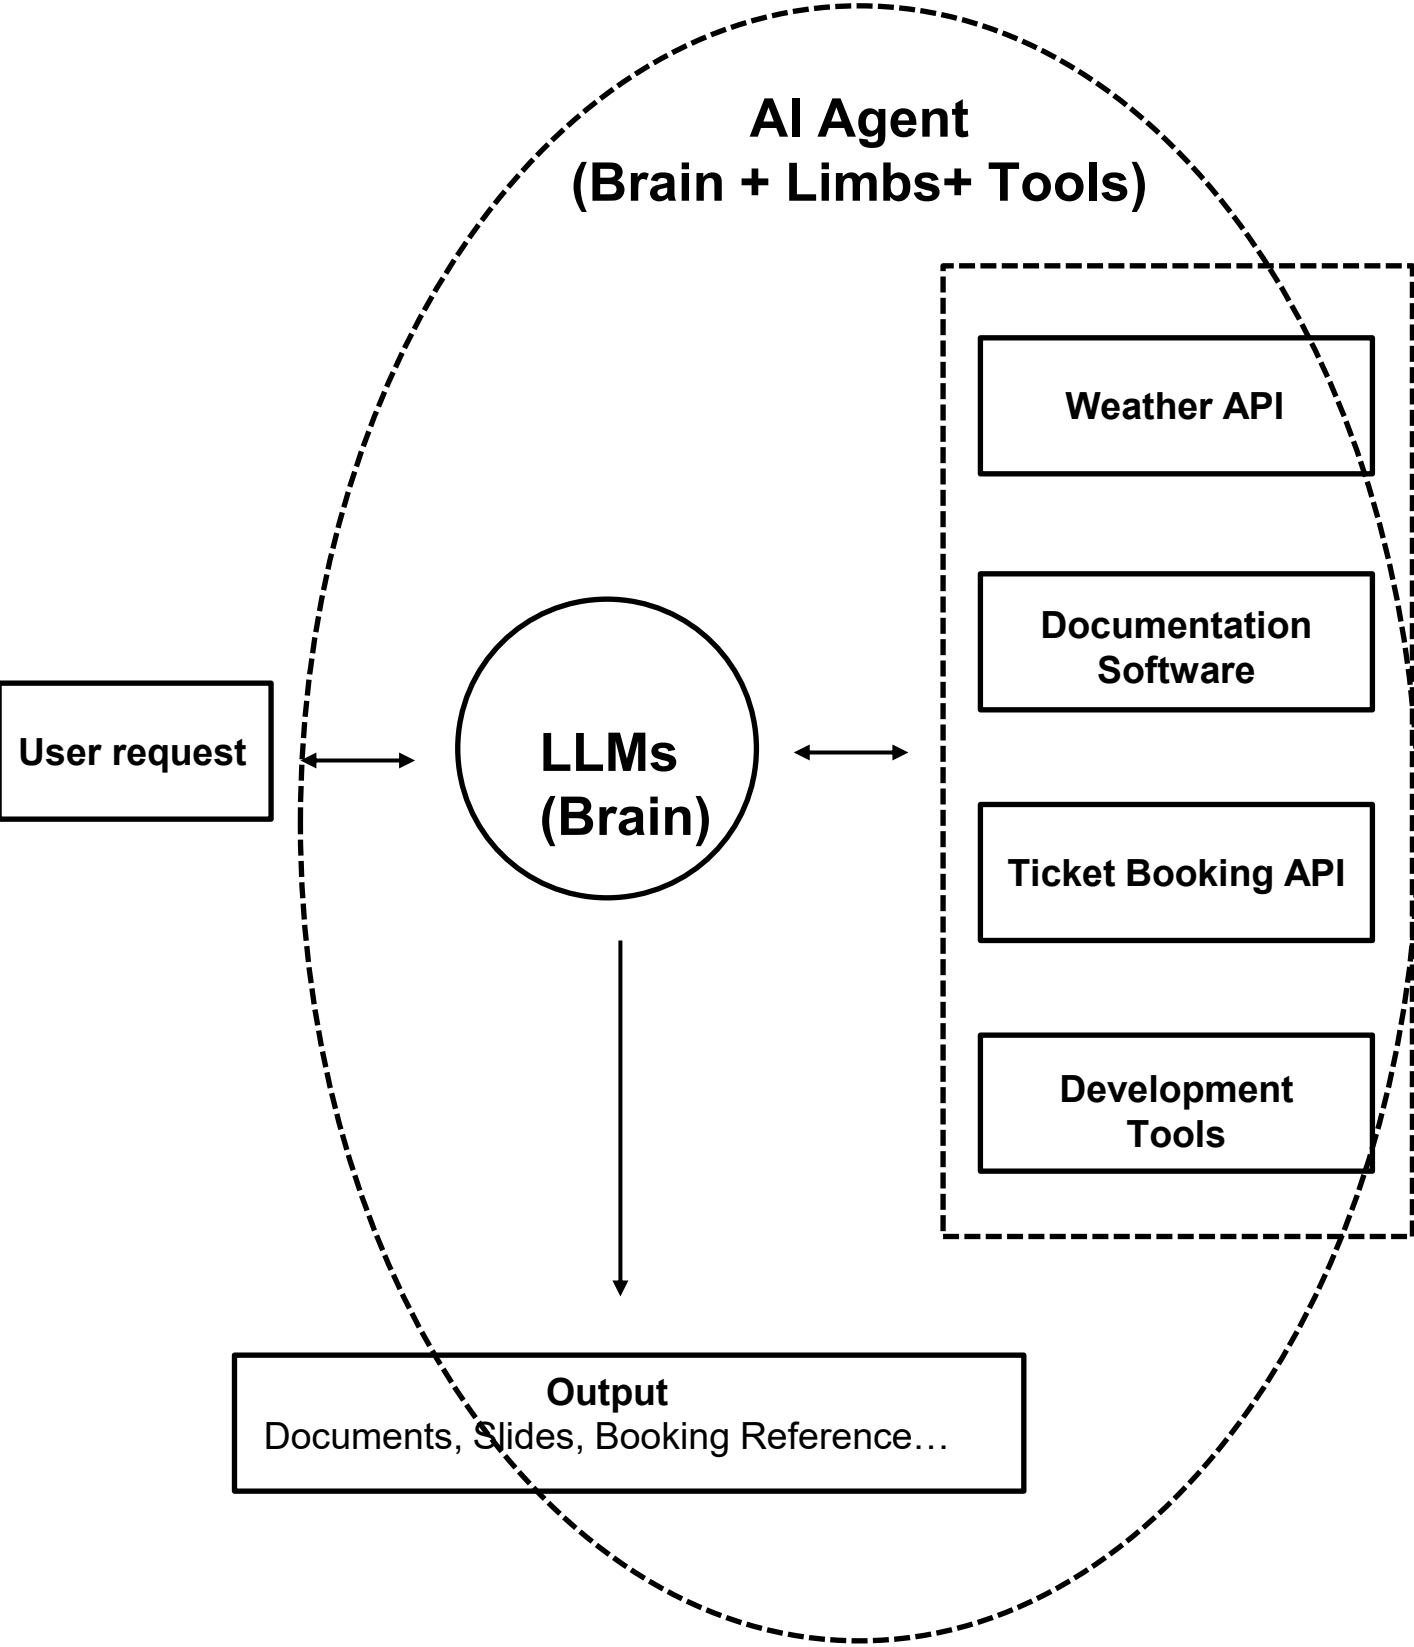 AI Agent
(Brain + Limbs+ Tools)
Weather API
Documentation
Software
User request
LLMs
(Brain)
Ticket Booking API
Development
Tools
Output
Documents, Slides, Booking Reference…